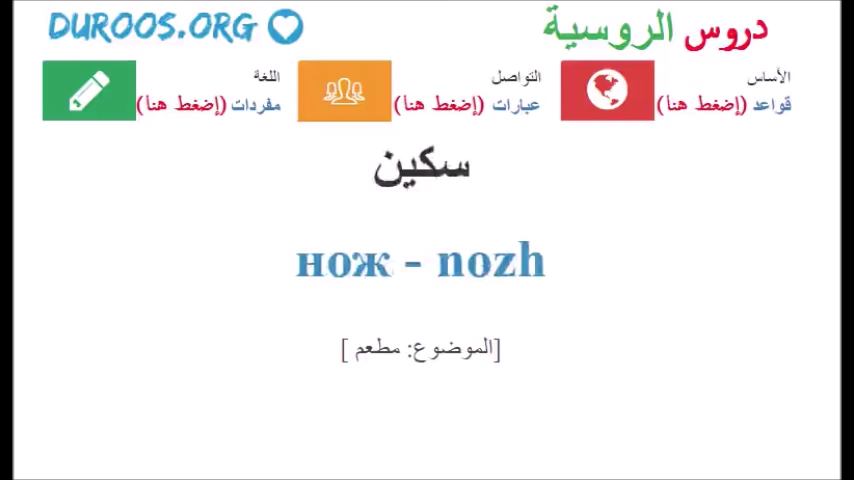 DUROOS.ORG
دروس الروسية
الأساس
قواعد (إضغط هنا)
التواصل
عبارات (إضغط هنا)
اللغة
مفردات (إضغط هنا)
سكين
нож - nozh
[الموضوع: مطعم ]